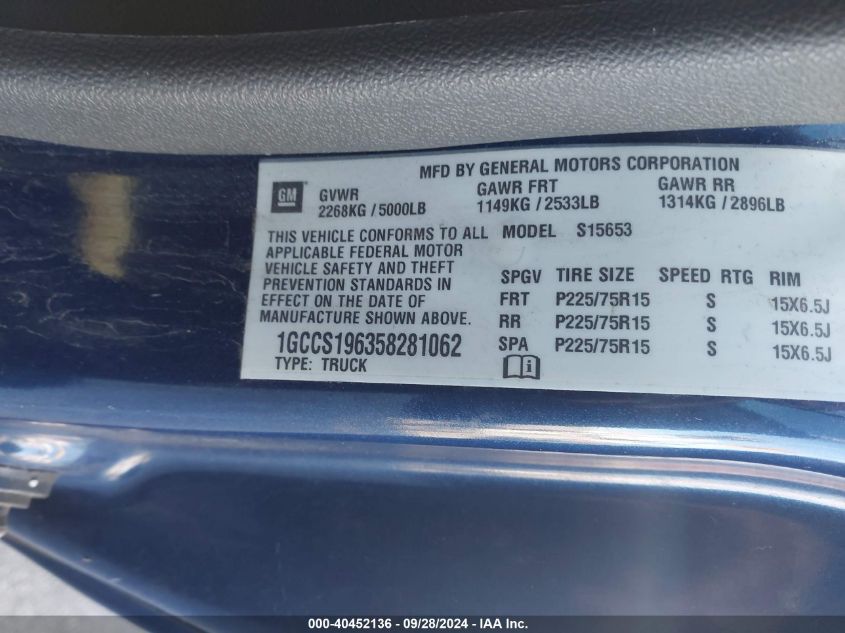 MFD BY GENERAL MOTORS CORPORATION
GM
GVWR GAWR FRT GAWR RR
2268KG / 5000LB 1149KG / 2533LB 1314KG / 2896LB
THIS VEHICLE CONFORMS TO ALL
APPLICABLE FEDERAL MOTOR
VEHICLE SAFETY AND THEFT
PREVENTION STANDARDS IN
EFFECT ON THE DATE OF
MANUFACTURE SHOWN ABOVE.
1GCCS196358281062
TYPE: TRUCK
MODEL S15653
SPGV TIRE SIZE SPEED RTG RIM
FRT P225/75R15 S 15X6.5J
RR P225/75R15 S 15X6.5J
SPA P225/75R15 S 15X6.5J
000-40452136 - 09/28/2024 - IAA Inc.